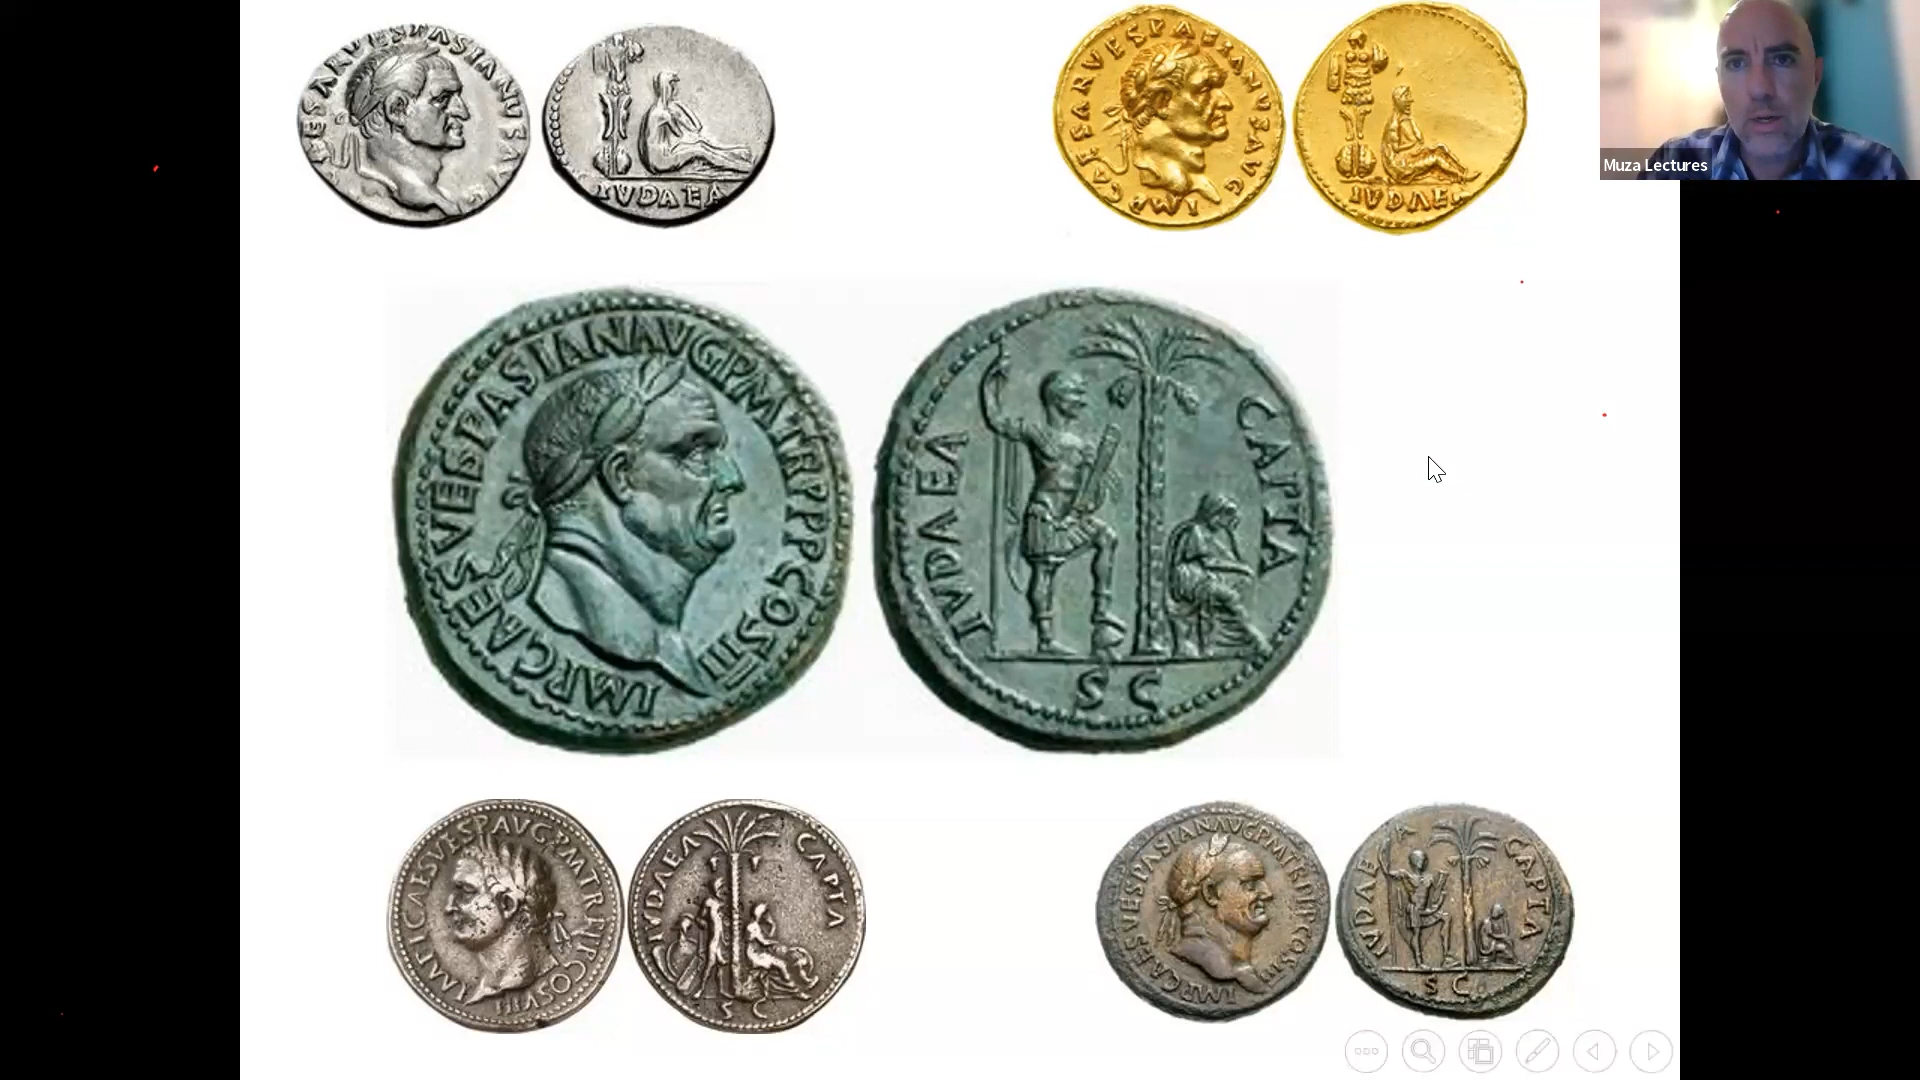 CAESAR VESPASIANVS AVG
IVDAEA
IMP CAESAR VESPASIANVS AVG
IVDAEA
Muza Lectures
IMP CAES VESPASIAN AVG P M TR P P P COS III
IVDAEA CAPTA
S C
IMP T CAES VESP AVG P M TR P P P COS VIII
IVDAEA CAPTA
S C
IMP CAES VESPASIAN AVG P M TR P P P COS III
IVDAEA CAPTA
S C